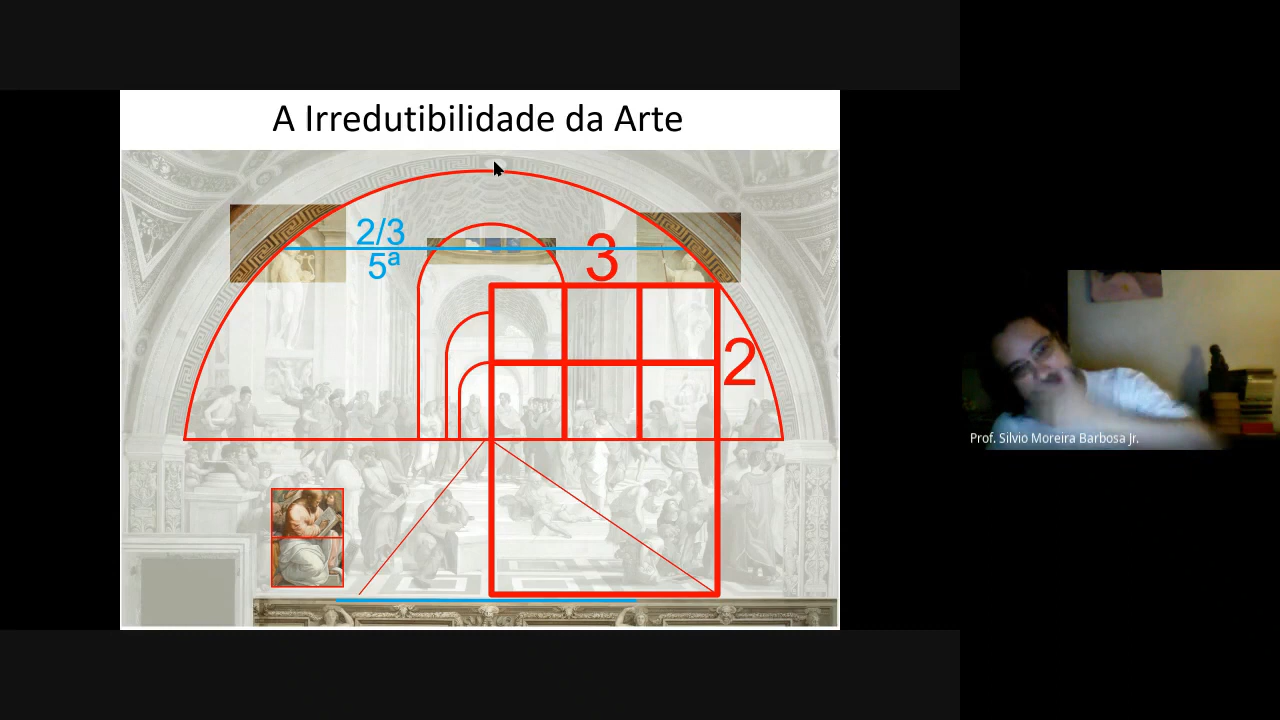 A Irredutibilidade da Arte
2/3
5ª
3
2
Prof. Silvio Moreira Barbosa Jr.